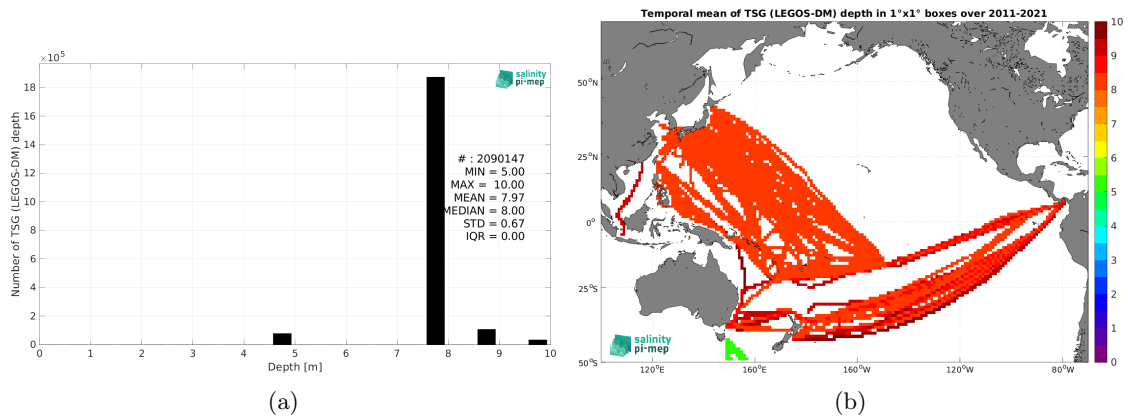 ×10⁵
18
16
14
12
10
8
6
4
2
0
Number of TSG (LEGOS-DM) depth
salinity
pi-mep
# : 2090147
MIN = 5.00
MAX = 10.00
MEAN = 7.97
MEDIAN = 8.00
STD = 0.67
IQR = 0.00
0 1 2 3 4 5 6 7 8 9 10
Depth [m]
(a)
Temporal mean of TSG (LEGOS-DM) depth in 1°x1° boxes over 2011-2021
50°N
25°N
0°
25°S
50°S
120°E 160°E 160°W 120°W 80°W
salinity
pi-mep
10
9
8
7
6
5
4
3
2
1
0
(b)